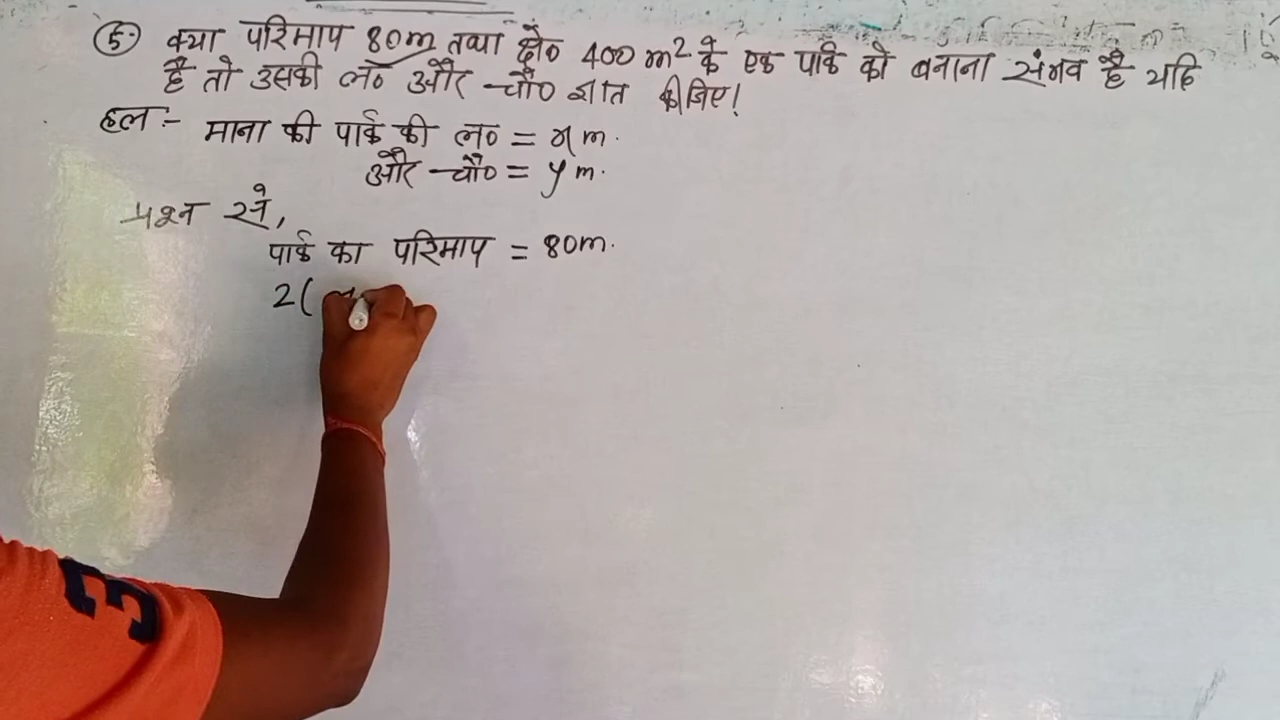 5. क्या परिमाप 80m तथा क्षे० 400 m² के एक पार्क को बनाना संभव है यदि
है तो उसकी ल० और चौ० ज्ञात कीजिए!
हल :- माना की पार्क की ल० = x m.
और चौ० = y m.
प्रश्न से,
पार्क का परिमाप = 80m.
2( ल